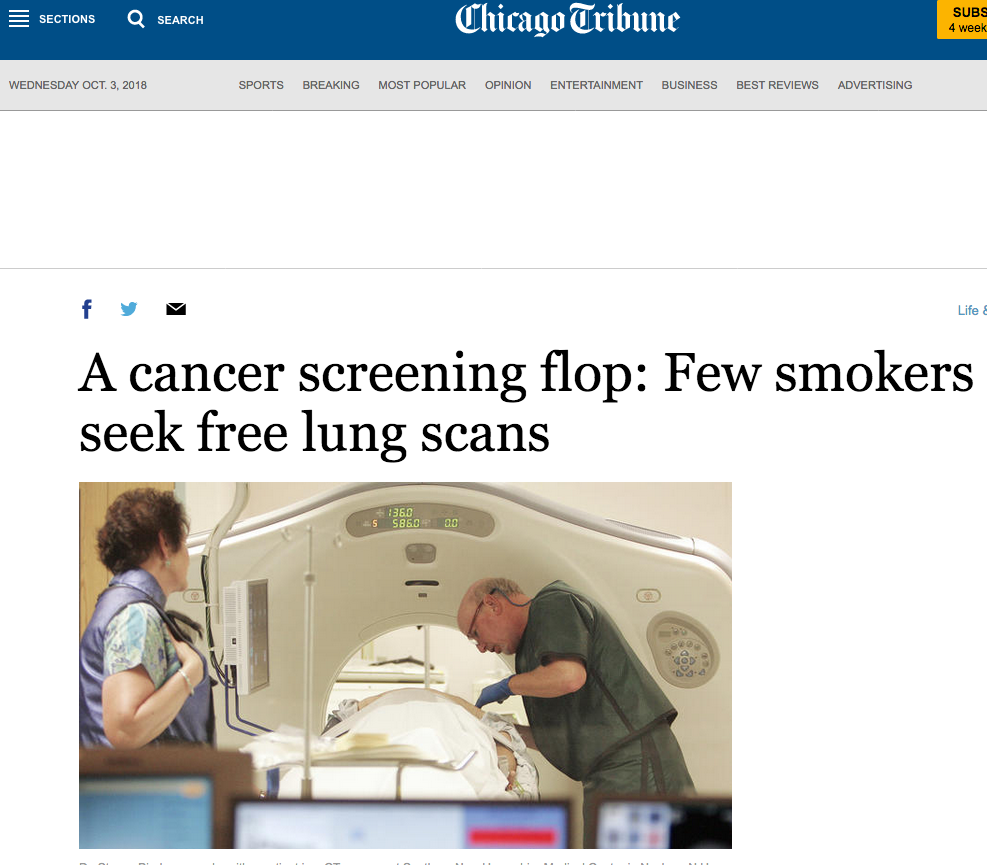 SECTIONS SEARCH Chicago Tribune SUBS
4 week
WEDNESDAY OCT. 3, 2018 SPORTS BREAKING MOST POPULAR OPINION ENTERTAINMENT BUSINESS BEST REVIEWS ADVERTISING
Life &
A cancer screening flop: Few smokers
seek free lung scans
136.0
S 586.0 0.0